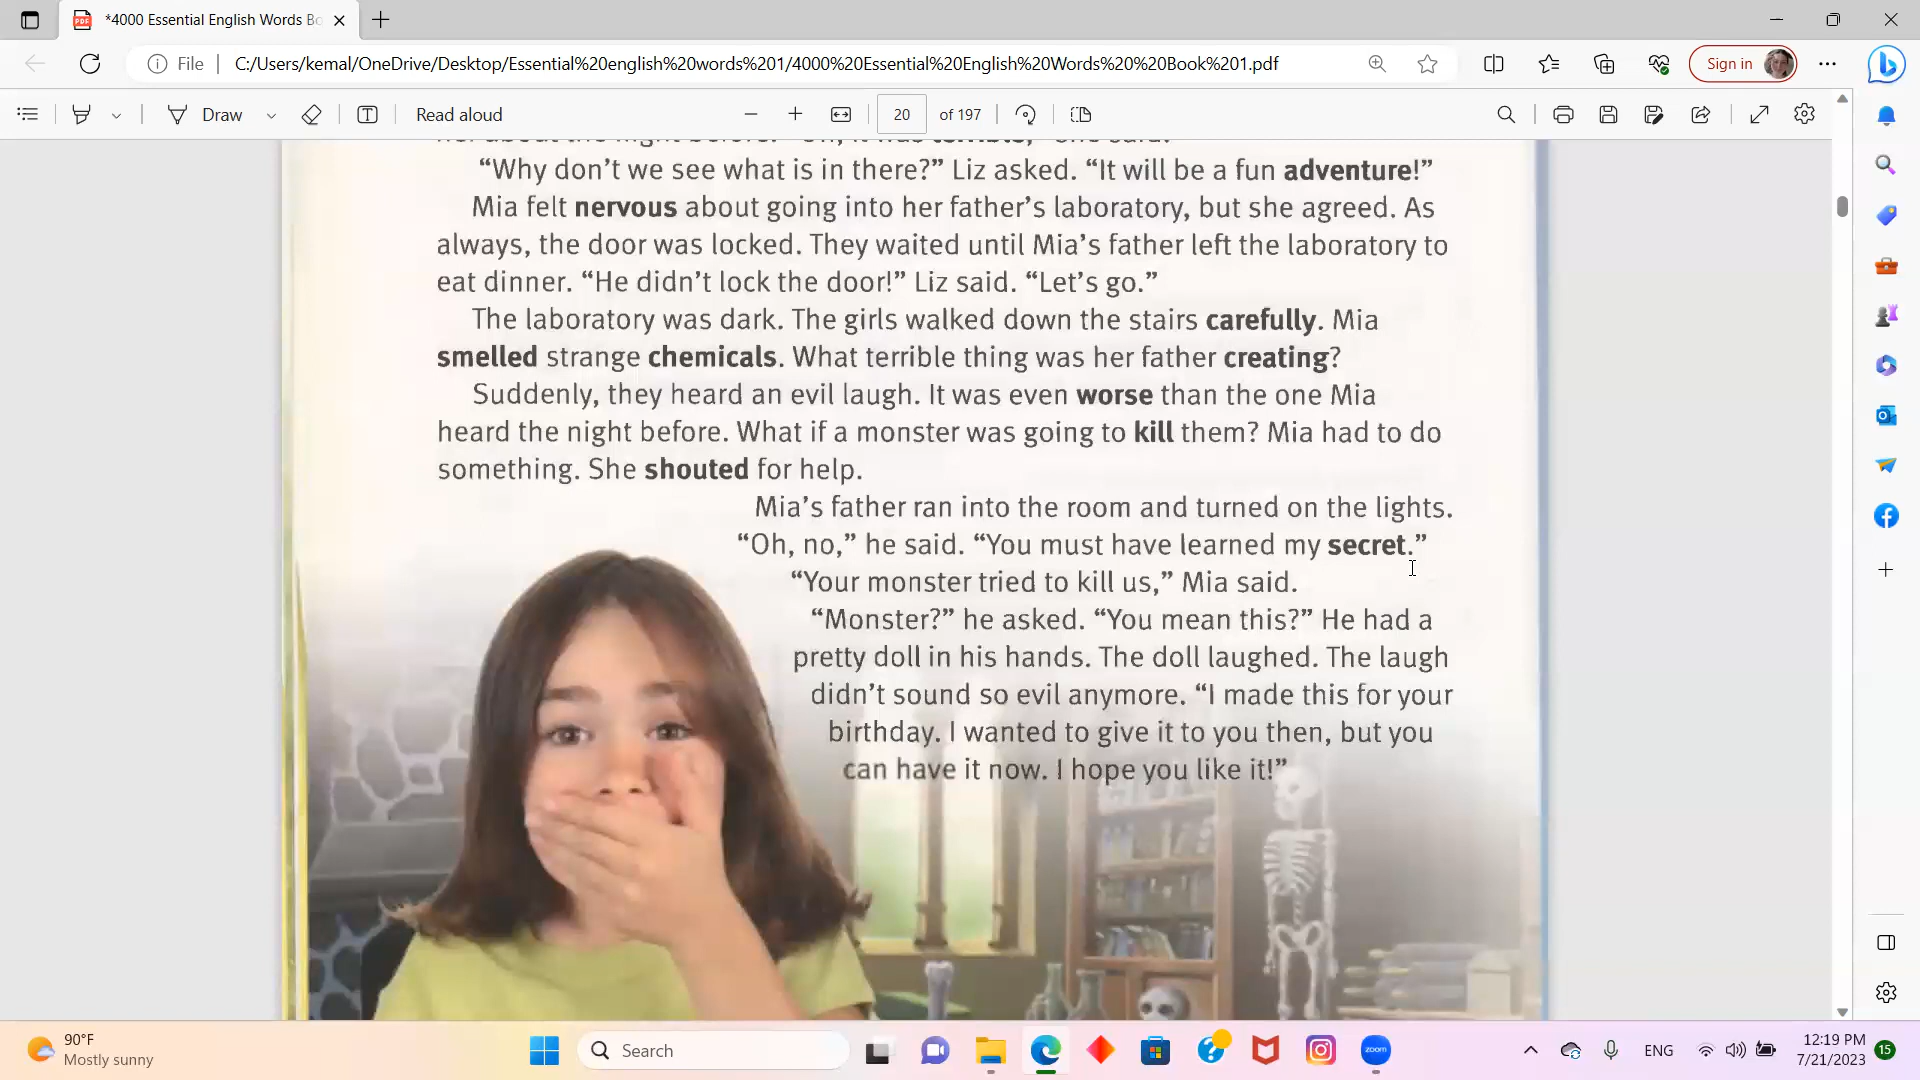 *4000 Essential English Words Bo
File
C:/Users/kemal/OneDrive/Desktop/Essential%20english%20words%201/4000%20Essential%20English%20Words%20%20Book%201.pdf
Sign in
Draw
Read aloud
20 of 197
“Why don’t we see what is in there?” Liz asked. “It will be a fun adventure!”
Mia felt nervous about going into her father’s laboratory, but she agreed. As
always, the door was locked. They waited until Mia’s father left the laboratory to
eat dinner. “He didn’t lock the door!” Liz said. “Let’s go.”
The laboratory was dark. The girls walked down the stairs carefully. Mia
smelled strange chemicals. What terrible thing was her father creating?
Suddenly, they heard an evil laugh. It was even worse than the one Mia
heard the night before. What if a monster was going to kill them? Mia had to do
something. She shouted for help.
Mia’s father ran into the room and turned on the lights.
“Oh, no,” he said. “You must have learned my secret.”
“Your monster tried to kill us,” Mia said.
“Monster?” he asked. “You mean this?” He had a
pretty doll in his hands. The doll laughed. The laugh
didn’t sound so evil anymore. “I made this for your
birthday. I wanted to give it to you then, but you
can have it now. I hope you like it!”
90°F
Mostly sunny
Search
zoom
ENG
12:19 PM
7/21/2023
15